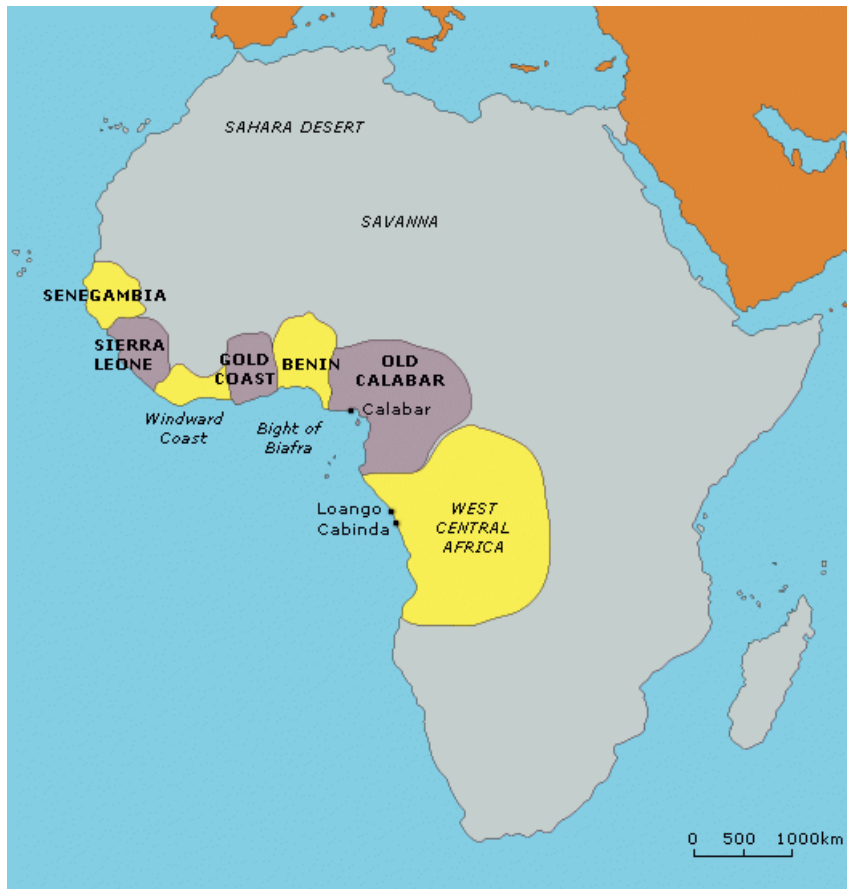 SAHARA DESERT
SAVANNA
SENEGAMBIA
SIERRA
LEONE
GOLD
COAST
BENIN
OLD
CALABAR
Calabar
Windward
Coast
Bight of
Biafra
Loango
Cabinda
WEST
CENTRAL
AFRICA
0 500 1000km